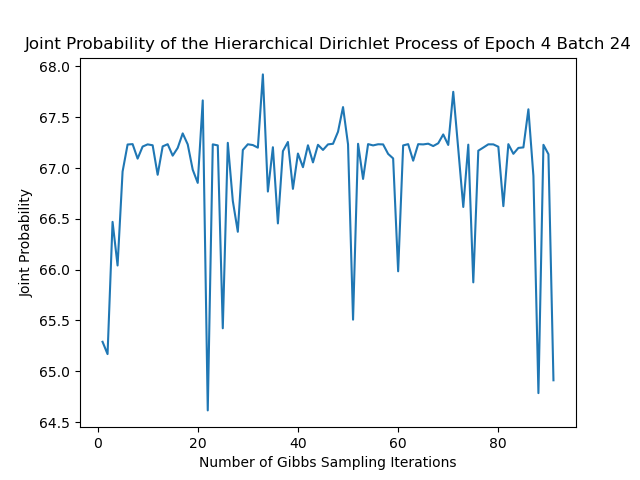 Joint Probability of the Hierarchical Dirichlet Process of Epoch 4 Batch 24
68.0
67.5
67.0
66.5
66.0
65.5
65.0
64.5
Joint Probability
0 20 40 60 80
Number of Gibbs Sampling Iterations